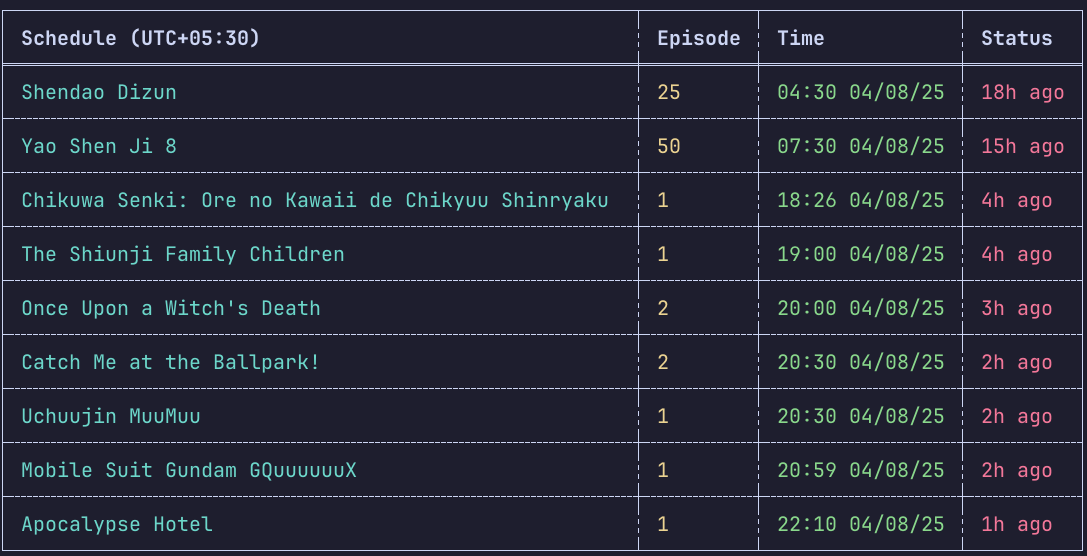 Schedule (UTC+05:30) Episode Time Status
Shendao Dizun 25 04:30 04/08/25 18h ago
Yao Shen Ji 8 50 07:30 04/08/25 15h ago
Chikuwa Senki: Ore no Kawaii de Chikyuu Shinryaku 1 18:26 04/08/25 4h ago
The Shiunji Family Children 1 19:00 04/08/25 4h ago
Once Upon a Witch's Death 2 20:00 04/08/25 3h ago
Catch Me at the Ballpark! 2 20:30 04/08/25 2h ago
Uchuujin MuuMuu 1 20:30 04/08/25 2h ago
Mobile Suit Gundam GQuuuuuuX 1 20:59 04/08/25 2h ago
Apocalypse Hotel 1 22:10 04/08/25 1h ago